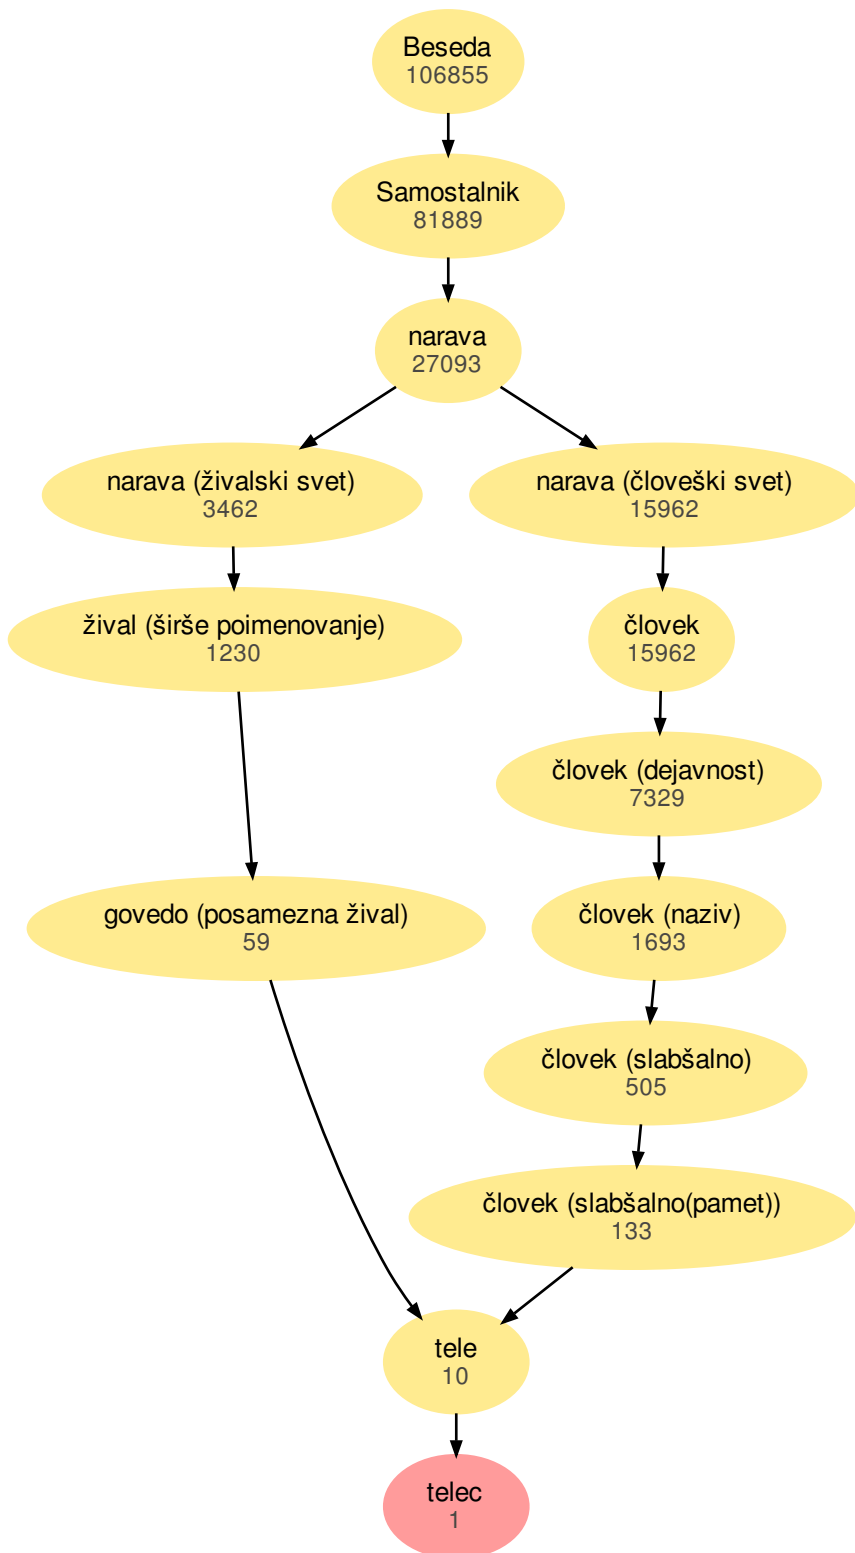 Beseda
106855
Samostalnik
81889
narava
27093
narava (živalski svet)
3462
narava (človeški svet)
15962
žival (širše poimenovanje)
1230
človek
15962
človek (dejavnost)
7329
govedo (posamezna žival)
59
človek (naziv)
1693
človek (slabšalno)
505
človek (slabšalno(pamet))
133
tele
10
telec
1